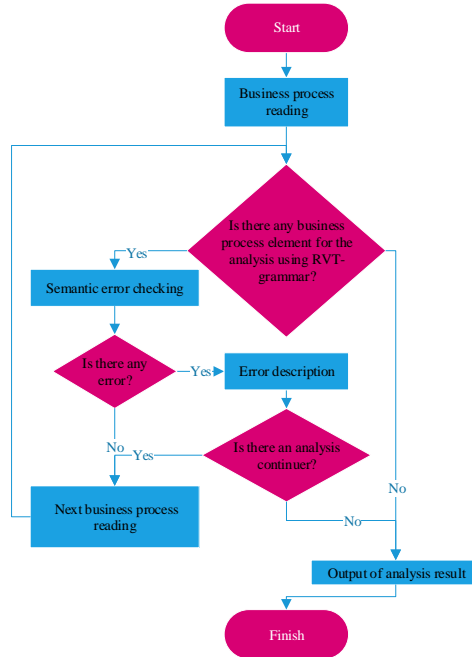 Start
Business process
reading
Is there any business
process element for the
analysis using RVT-
grammar?
Yes
Semantic error checking
Is there any
error?
Yes
Error description
Is there an analysis
continuer?
No
Yes
Next business process
reading
No
No
Output of analysis result
Finish